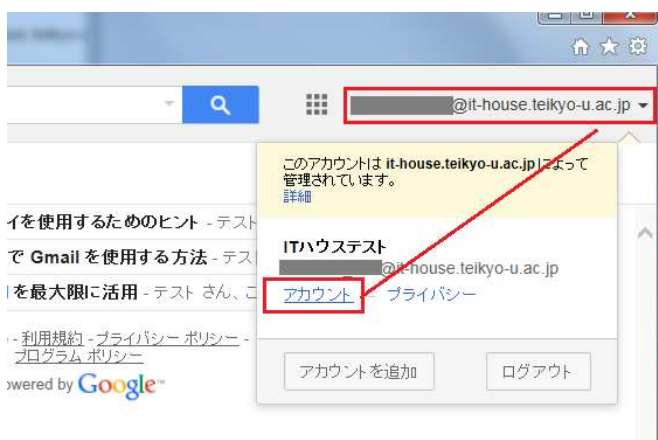 @it-house.teikyo-u.ac.jp
このアカウントは it-house.teikyo-u.ac.jp によって
管理されています。
詳細
イを使用するためのヒント - テスト
ITハウステスト
で Gmail を使用する方法 - テス
@it-house.teikyo-u.ac.jp
を最大限に活用 - テスト さん、こ
アカウント - プライバシー
- 利用規約 - プライバシー ポリシー -
プログラム ポリシー
アカウントを追加
ログアウト
owered by Google